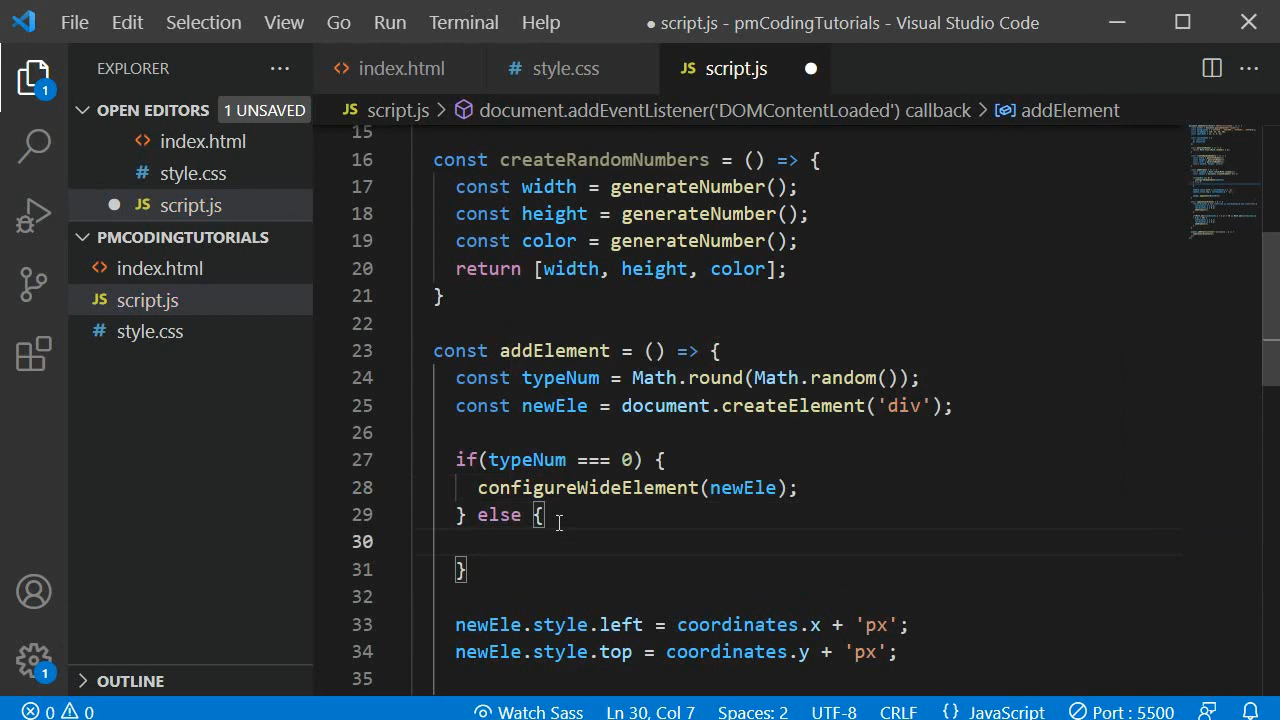 File Edit Selection View Go Run Terminal Help ● script.js - pmCodingTutorials - Visual Studio Code
EXPLORER ···
index.html
style.css
JS script.js ●
OPEN EDITORS 1 UNSAVED
JS script.js > document.addEventListener('DOMContentLoaded') callback > addElement
<> index.html
# style.css
● JS script.js
PMCODINGTUTORIALS
<> index.html
JS script.js
# style.css
1
15
16 const createRandomNumbers = () => {
17 const width = generateNumber();
18 const height = generateNumber();
19 const color = generateNumber();
20 return [width, height, color];
21 }
22
23 const addElement = () => {
24 const typeNum = Math.round(Math.random());
25 const newEle = document.createElement('div');
26
27 if(typeNum === 0) {
28 configureWideElement(newEle);
29 } else {
30
31 }
32
33 newEle.style.left = coordinates.x + 'px';
34 newEle.style.top = coordinates.y + 'px';
35
1
OUTLINE
0 0 Watch Sass Ln 30, Col 7 Spaces: 2 UTF-8 CRLF {} JavaScript Port : 5500